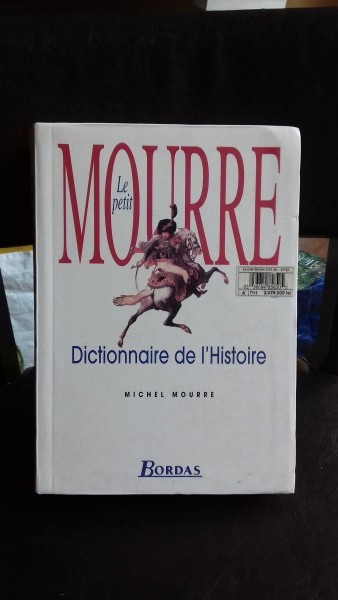 Le
petit
MOURRE
Dictionnaire de l'Histoire
MICHEL MOURRE
BORDAS